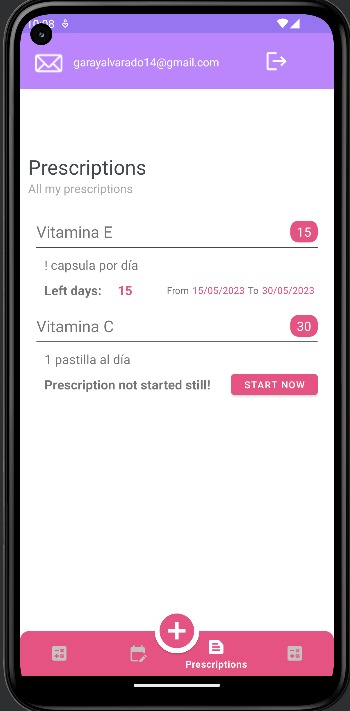 10:08
garayalvarado14@gmail.com
Prescriptions
All my prescriptions
Vitamina E 15
! capsula por día
Left days: 15 From 15/05/2023 To 30/05/2023
Vitamina C 30
1 pastilla al día
Prescription not started still! START NOW
Prescriptions